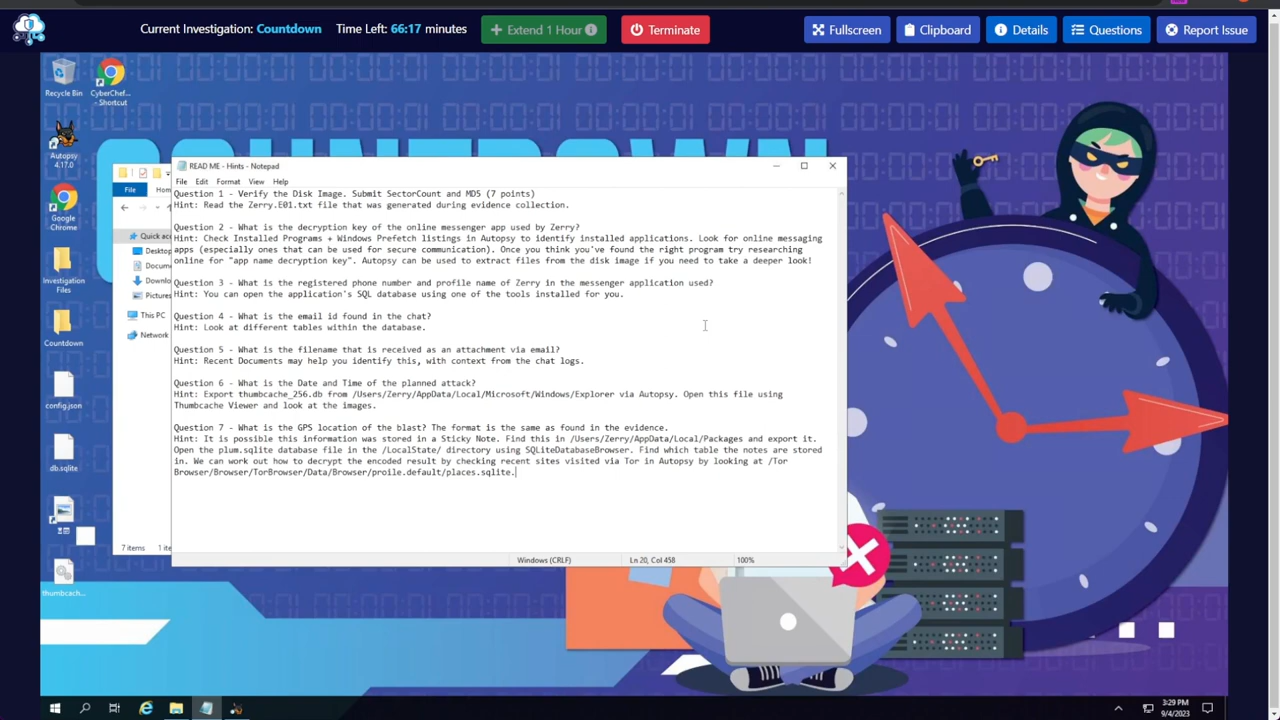 Current Investigation: Countdown Time Left: 66:17 minutes + Extend 1 Hour Terminate Fullscreen Clipboard Details Questions Report Issue
Recycle Bin
CyberChef...
- Shortcut
Autopsy
4.17.0
Google
Chrome
Investigation
Files
Countdown
config.json
db.sqlite
thumbcach...
File Hom
Quick acc
Desktop
Docume
Downlo
Pictures
This PC
Network
7 items 1 ite
READ ME - Hints - Notepad
File Edit Format View Help
Question 1 - Verify the Disk Image. Submit SectorCount and MD5 (7 points)
Hint: Read the Zerry.E01.txt file that was generated during evidence collection.
Question 2 - What is the decryption key of the online messenger app used by Zerry?
Hint: Check Installed Programs + Windows Prefetch listings in Autopsy to identify installed applications. Look for online messaging
apps (especially ones that can be used for secure communication). Once you think you've found the right program try researching
online for "app name decryption key". Autopsy can be used to extract files from the disk image if you need to take a deeper look!
Question 3 - What is the registered phone number and profile name of Zerry in the messenger application used?
Hint: You can open the application's SQL database using one of the tools installed for you.
Question 4 - What is the email id found in the chat?
Hint: Look at different tables within the database.
Question 5 - What is the filename that is received as an attachment via email?
Hint: Recent Documents may help you identify this, with context from the chat logs.
Question 6 - What is the Date and Time of the planned attack?
Hint: Export thumbcache_256.db from /Users/Zerry/AppData/Local/Microsoft/Windows/Explorer via Autopsy. Open this file using
Thumbcache Viewer and look at the images.
Question 7 - What is the GPS location of the blast? The format is the same as found in the evidence.
Hint: It is possible this information was stored in a Sticky Note. Find this in /Users/Zerry/AppData/Local/Packages and export it.
Open the plum.sqlite database file in the /LocalState/ directory using SQLiteDatabaseBrowser. Find which table the notes are stored
in. We can work out how to decrypt the encoded result by checking recent sites visited via Tor in Autopsy by looking at /Tor
Browser/Browser/TorBrowser/Data/Browser/proile.default/places.sqlite.
Windows (CRLF) Ln 20, Col 458 100%
3:29 PM
9/4/2023